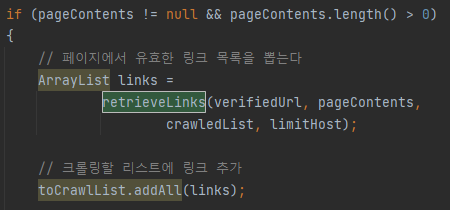 if (pageContents != null && pageContents.length() > 0)
{
// 페이지에서 유효한 링크 목록을 뽑는다
ArrayList links =
retrieveLinks(verifiedUrl, pageContents,
crawledList, limitHost);
// 크롤링할 리스트에 링크 추가
toCrawlList.addAll(links);